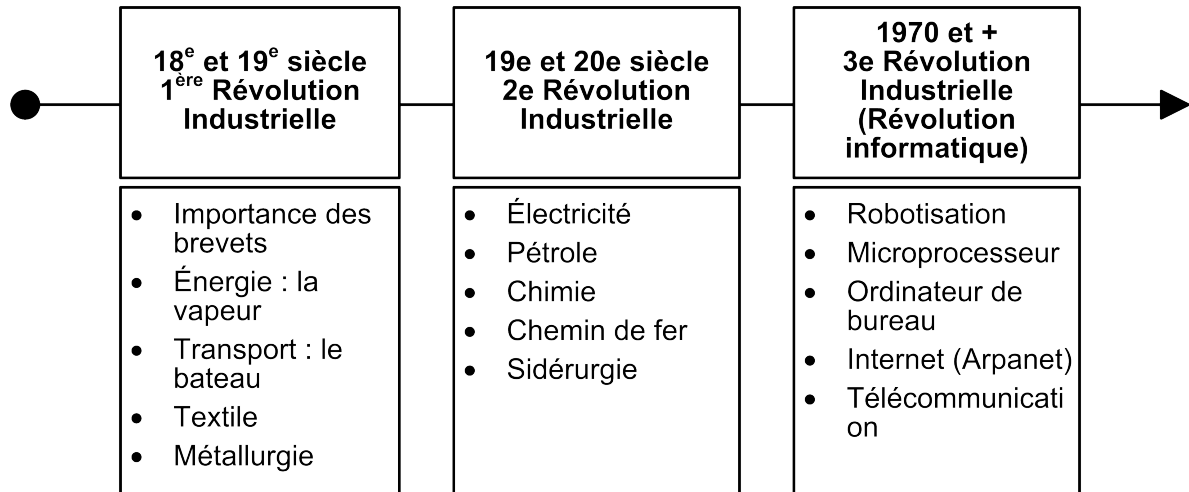 18e et 19e siècle
1ère Révolution
Industrielle
• Importance des
brevets
• Énergie : la
vapeur
• Transport : le
bateau
• Textile
• Métallurgie
19e et 20e siècle
2e Révolution
Industrielle
• Électricité
• Pétrole
• Chimie
• Chemin de fer
• Sidérurgie
1970 et +
3e Révolution
Industrielle
(Révolution
informatique)
• Robotisation
• Microprocesseur
• Ordinateur de
bureau
• Internet (Arpanet)
• Télécommunicati
on